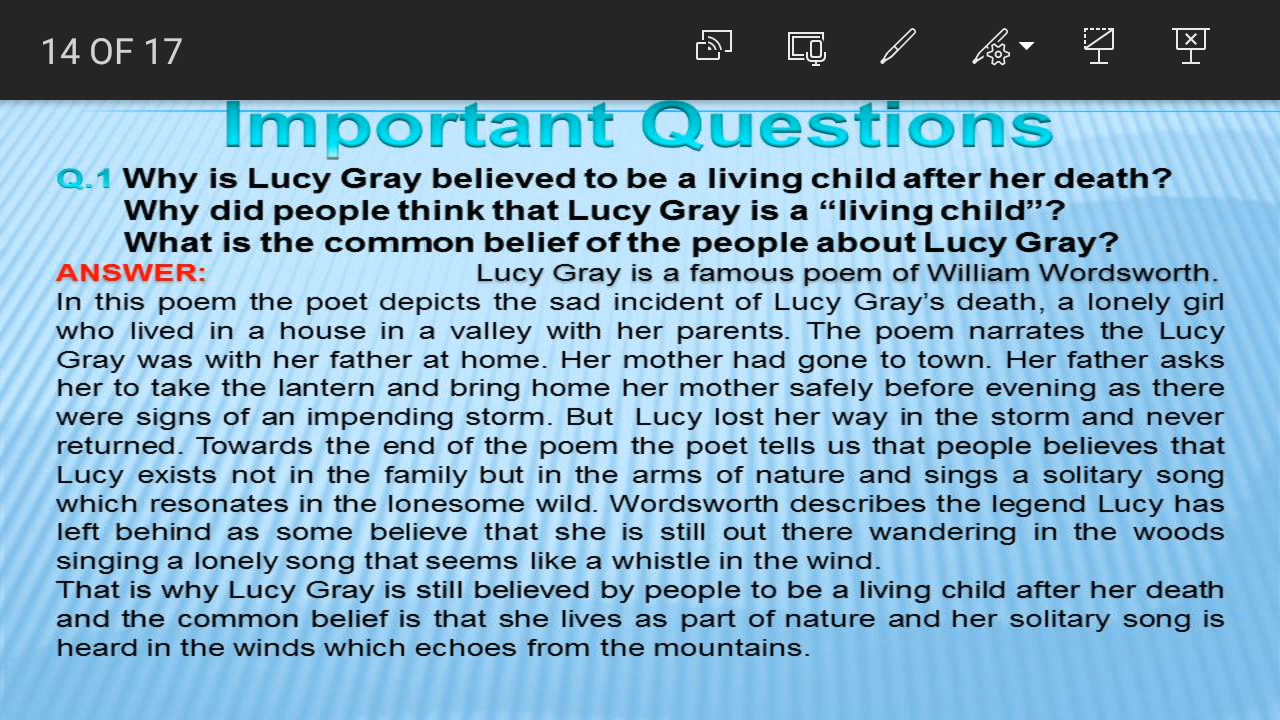 14 OF 17
Important Questions
Q.1 Why is Lucy Gray believed to be a living child after her death?
Why did people think that Lucy Gray is a “living child”?
What is the common belief of the people about Lucy Gray?
ANSWER: Lucy Gray is a famous poem of William Wordsworth.
In this poem the poet depicts the sad incident of Lucy Gray’s death, a lonely girl
who lived in a house in a valley with her parents. The poem narrates the Lucy
Gray was with her father at home. Her mother had gone to town. Her father asks
her to take the lantern and bring home her mother safely before evening as there
were signs of an impending storm. But Lucy lost her way in the storm and never
returned. Towards the end of the poem the poet tells us that people believes that
Lucy exists not in the family but in the arms of nature and sings a solitary song
which resonates in the lonesome wild. Wordsworth describes the legend Lucy has
left behind as some believe that she is still out there wandering in the woods
singing a lonely song that seems like a whistle in the wind.
That is why Lucy Gray is still believed by people to be a living child after her death
and the common belief is that she lives as part of nature and her solitary song is
heard in the winds which echoes from the mountains.